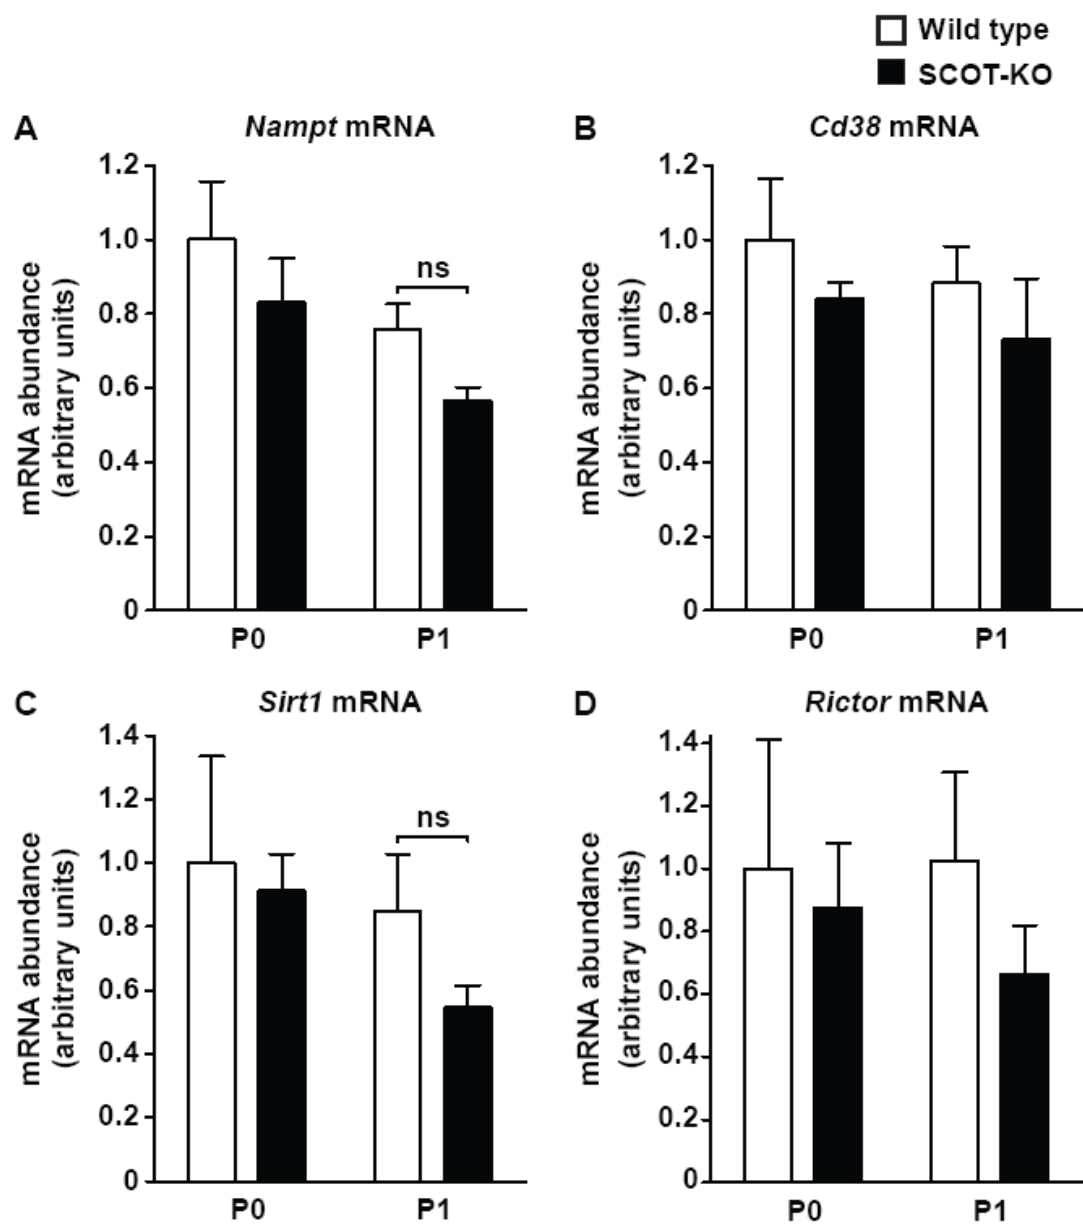 Wild type
SCOT-KO
A
Nampt mRNA
mRNA abundance
(arbitrary units)
1.2
1.0
0.8
0.6
0.4
0.2
0
ns
P0
P1
B
Cd38 mRNA
mRNA abundance
(arbitrary units)
1.2
1.0
0.8
0.6
0.4
0.2
0
P0
P1
C
Sirt1 mRNA
mRNA abundance
(arbitrary units)
1.4
1.2
1.0
0.8
0.6
0.4
0.2
0
ns
P0
P1
D
Rictor mRNA
mRNA abundance
(arbitrary units)
1.4
1.2
1.0
0.8
0.6
0.4
0.2
0
P0
P1